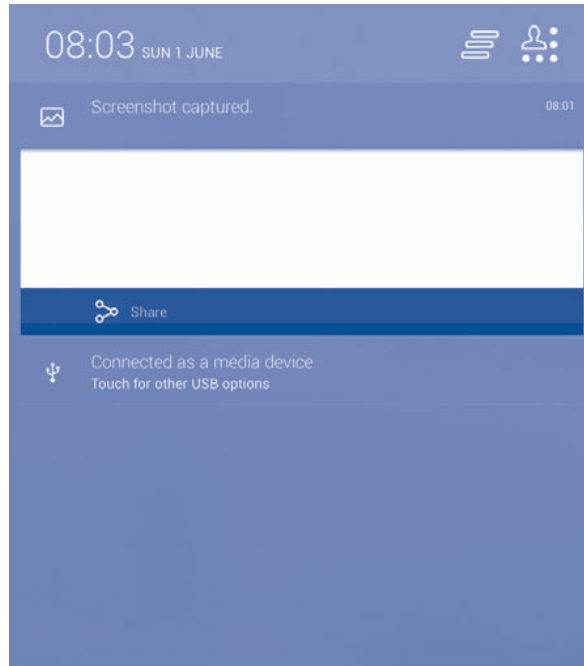 08:03 SUN 1 JUNE
Screenshot captured.
08:01
Share
Connected as a media device
Touch for other USB options